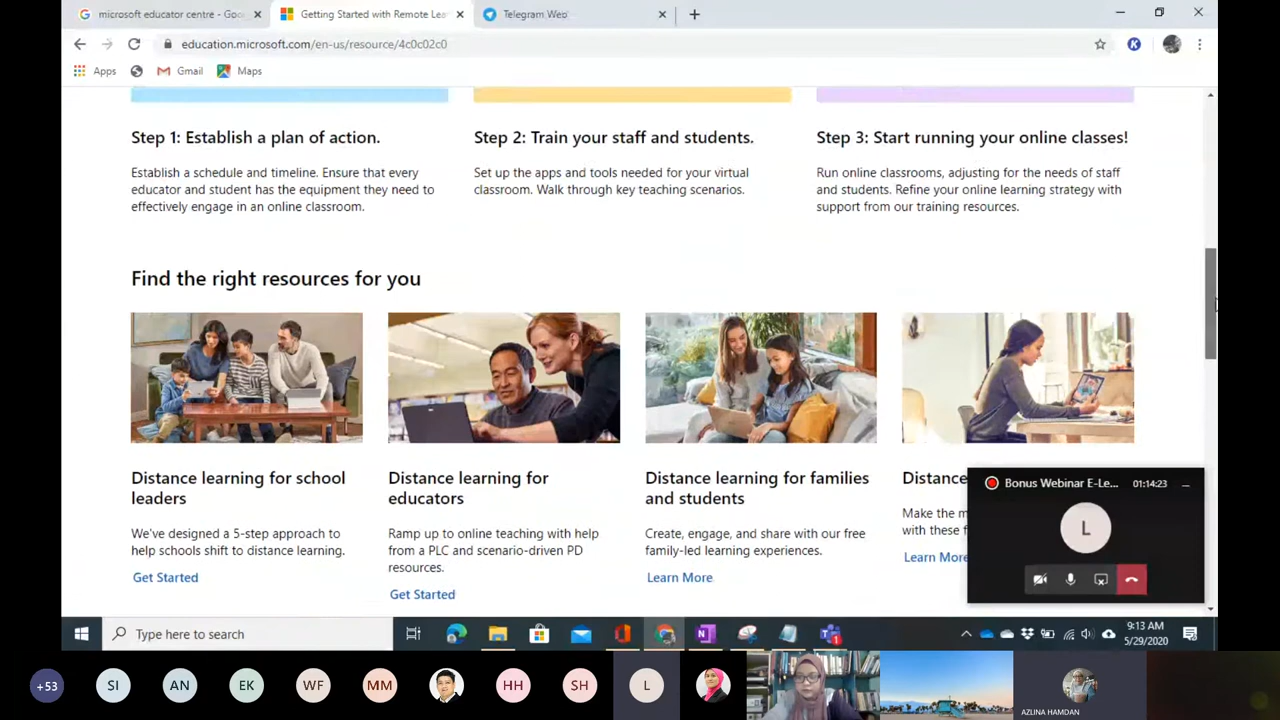 microsoft educator centre - Goo
Getting Started with Remote Lear
Telegram Web
education.microsoft.com/en-us/resource/4c0c02c0
K
Apps
Gmail
Maps
Step 1: Establish a plan of action.
Establish a schedule and timeline. Ensure that every
educator and student has the equipment they need to
effectively engage in an online classroom.
Step 2: Train your staff and students.
Set up the apps and tools needed for your virtual
classroom. Walk through key teaching scenarios.
Step 3: Start running your online classes!
Run online classrooms, adjusting for the needs of staff
and students. Refine your online learning strategy with
support from our training resources.
Find the right resources for you
Distance learning for school
leaders
We've designed a 5-step approach to
help schools shift to distance learning.
Get Started
Distance learning for
educators
Ramp up to online teaching with help
from a PLC and scenario-driven PD
resources.
Get Started
Distance learning for families
and students
Create, engage, and share with our free
family-led learning experiences.
Learn More
Distance
Make the m
with these f
Learn More
Bonus Webinar E-Le...
01:14:23
L
Type here to search
9:13 AM
5/29/2020
+53
SI
AN
EK
WF
MM
HH
SH
L
AZLINA HAMDAN